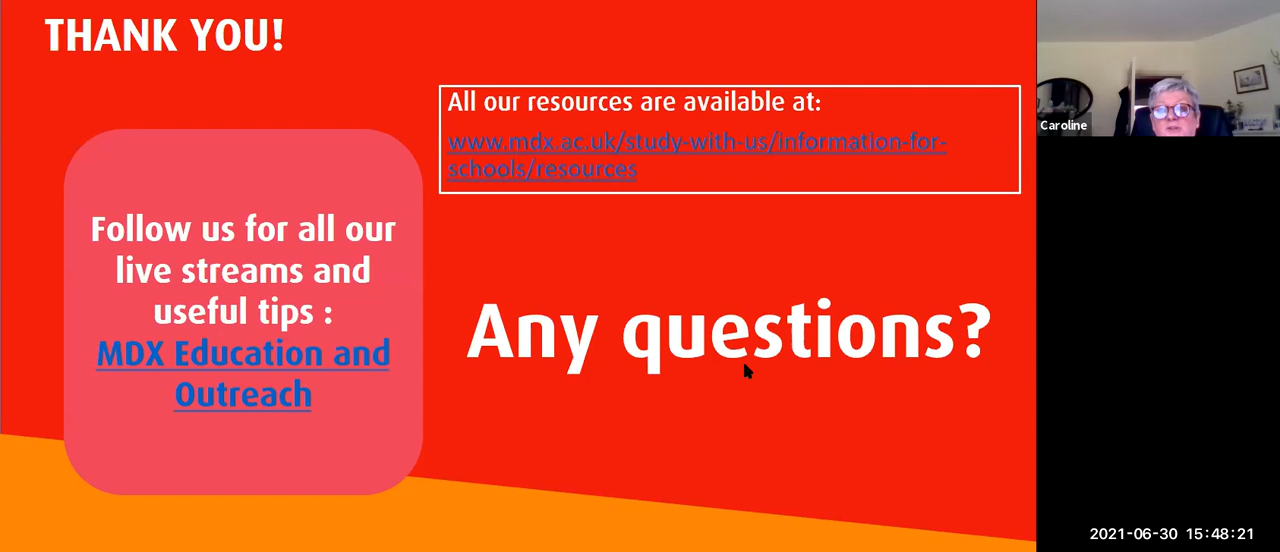 THANK YOU!
All our resources are available at:
www.mdx.ac.uk/study-with-us/information-for-
schools/resources
Follow us for all our
live streams and
useful tips :
MDX Education and
Outreach
Any questions?
Caroline
2021-06-30 15:48:21